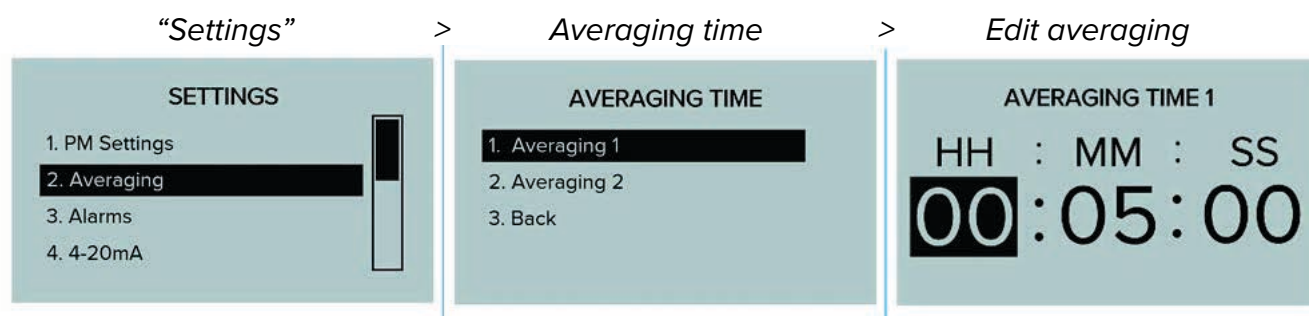 “Settings” > Averaging time > Edit averaging
SETTINGS
1. PM Settings
2. Averaging
3. Alarms
4. 4-20mA
AVERAGING TIME
1. Averaging 1
2. Averaging 2
3. Back
AVERAGING TIME 1
HH : MM : SS
00:05:00